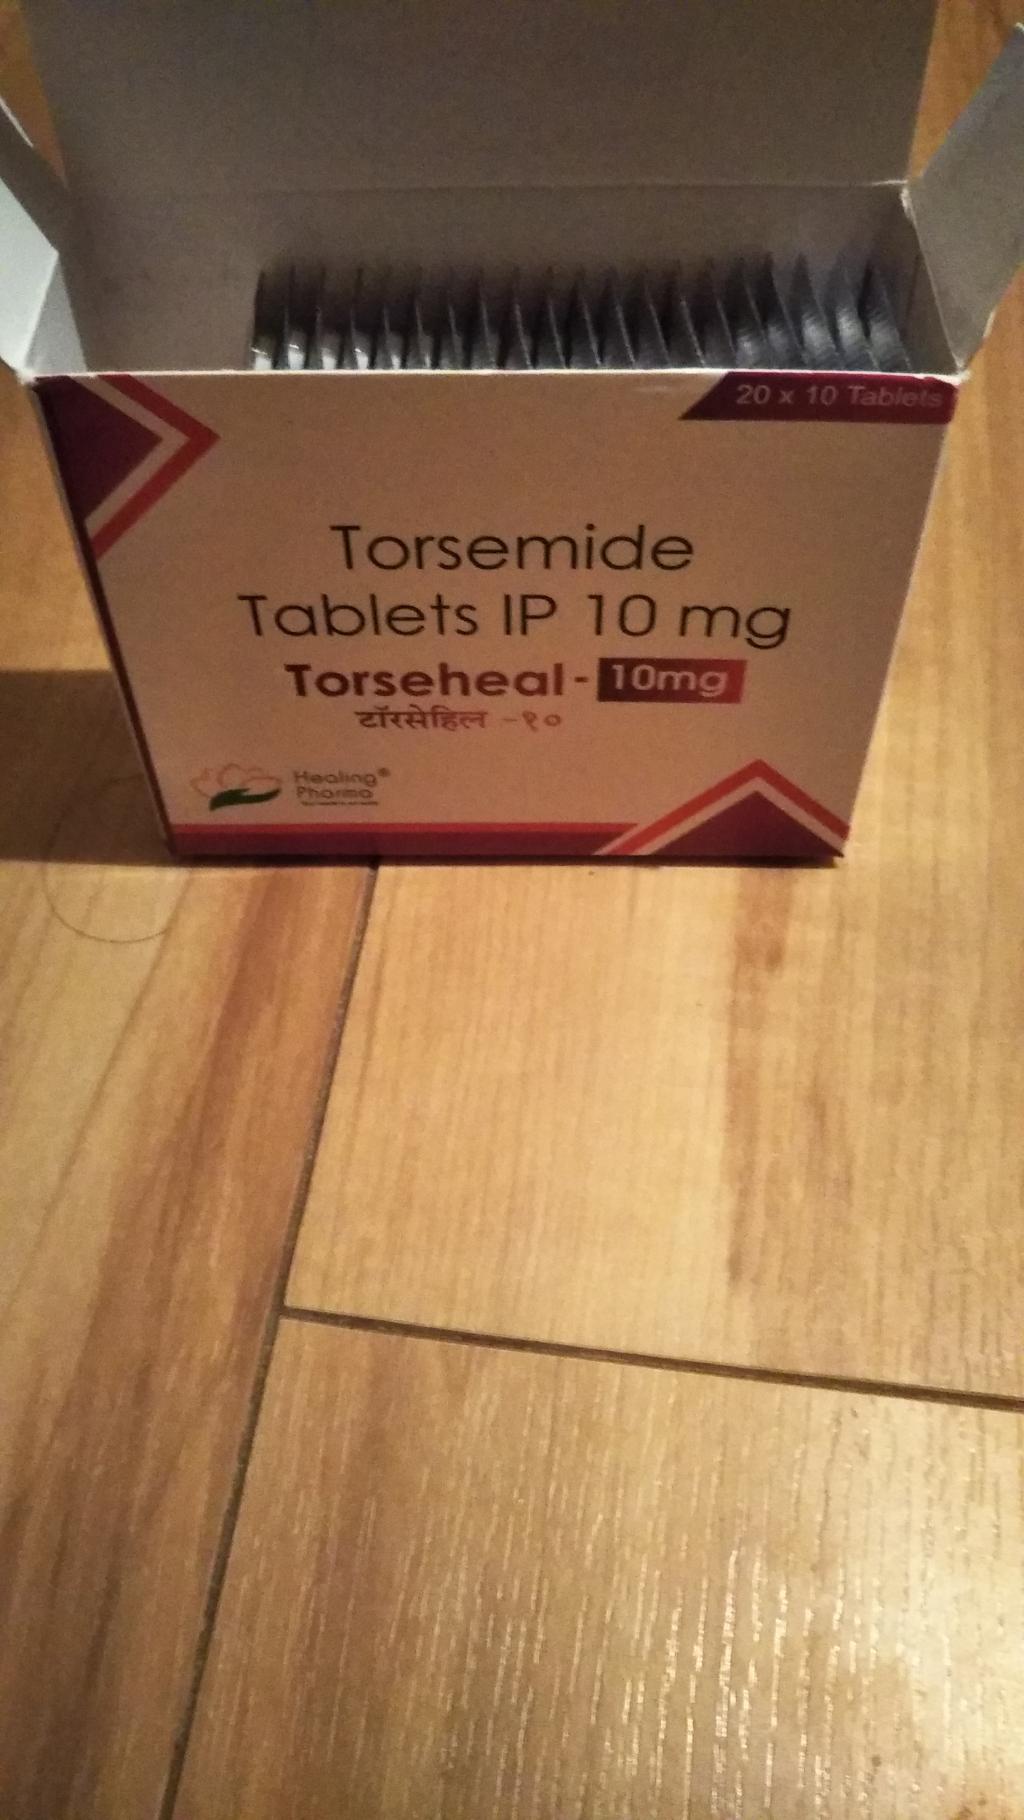 20 x 10 Tablets
Torsemide
Tablets IP 10 mg
Torseheal - 10mg
टॉरसेहिल -१०
Healing®
Pharma